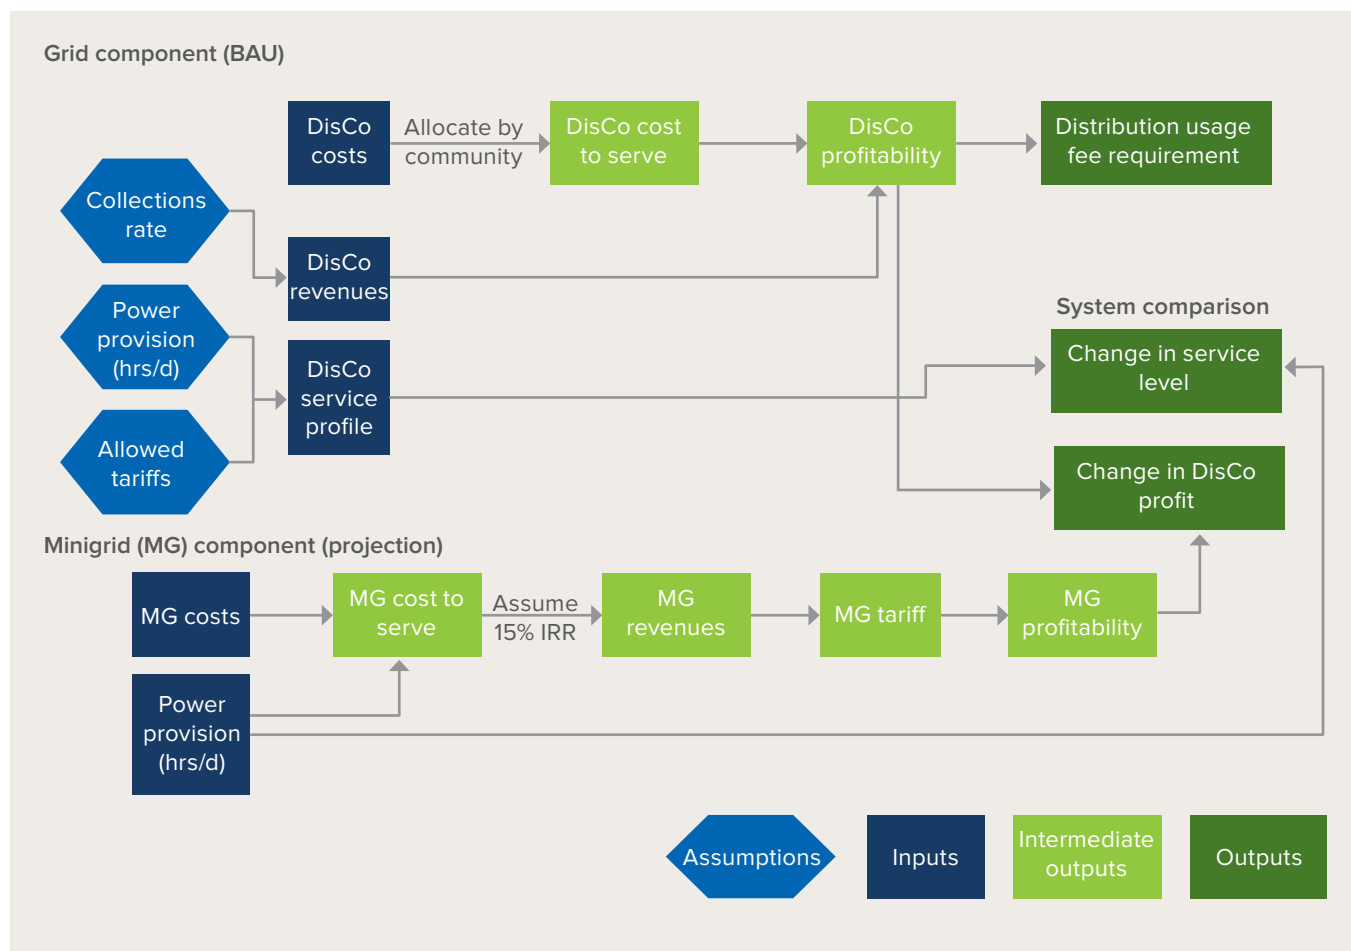 Grid component (BAU)
DisCo
costs
Allocate by
community
DisCo cost
to serve
DisCo
profitability
Distribution usage
fee requirement
Collections
rate
DisCo
revenues
Power
provision
(hrs/d)
DisCo
service
profile
Allowed
tariffs
System comparison
Change in service
level
Change in DisCo
profit
Minigrid (MG) component (projection)
MG costs
MG cost to
serve
Assume
15% IRR
MG
revenues
MG tariff
MG
profitability
Power
provision
(hrs/d)
Assumptions
Inputs
Intermediate
outputs
Outputs